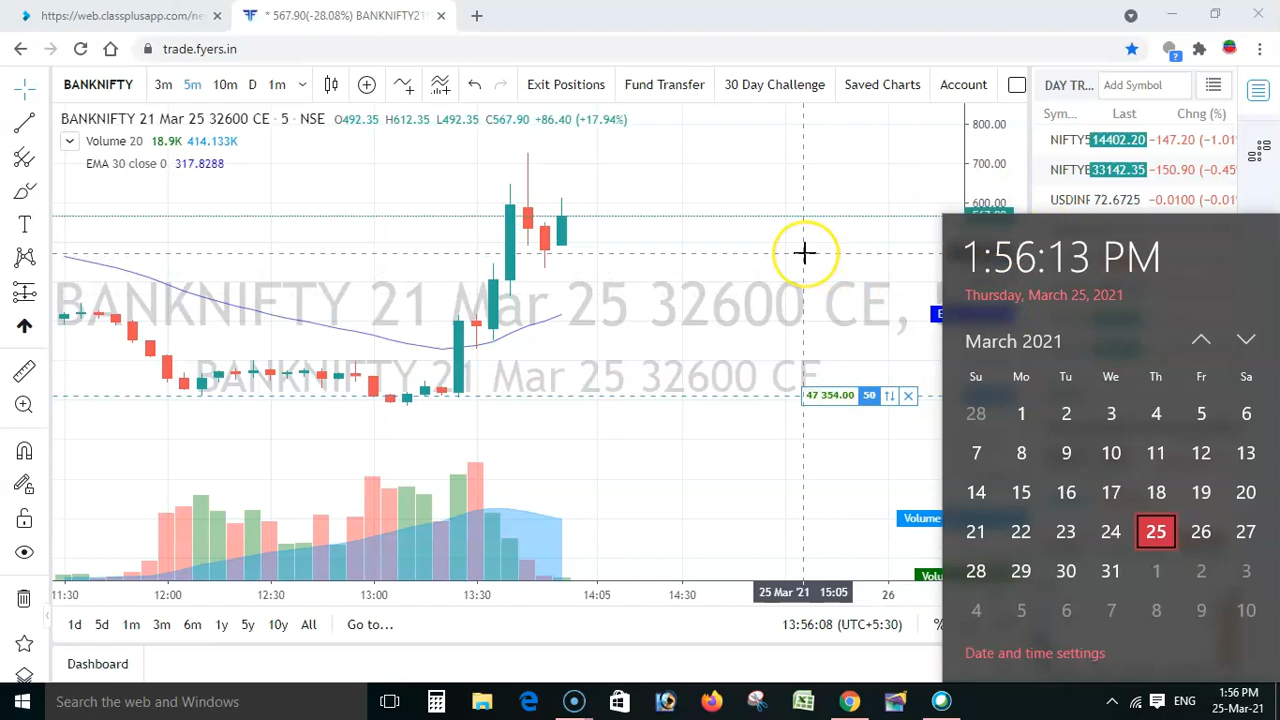 https://web.classplusapp.com/ne
* 567.90(-28.08%) BANKNIFTY21
trade.fyers.in
BANKNIFTY 3m 5m 10m D 1m Exit Positions Fund Transfer 30 Day Challenge Saved Charts Account
DAY TR... Add Symbol
BANKNIFTY 21 Mar 25 32600 CE · 5 · NSE O492.35 H612.35 L492.35 C567.90 +86.40 (+17.94%)
Volume 20 18.9K 414.133K
EMA 30 close 0 317.8288
Sym... Last Chng (%)
NIFTY5 14402.20 −147.20 (−1.01%
NIFTYB 33142.35 −150.90 (−0.45%
USDINF 72.6725 −0.0100 (−0.01%
800.00
700.00
600.00
567.90
BANKNIFTY 21 Mar 25 32600 CE,
BANKNIFTY 21 Mar 25 32600 CE
47 354.00 50
Volume
Volu
11:30 12:00 12:30 13:00 13:30 14:05 14:30 25 Mar '21 15:05 26
1d 5d 1m 3m 6m 1y 5y 10y All Go to... 13:56:08 (UTC+5:30) %
Dashboard
1:56:13 PM
Thursday, March 25, 2021
March 2021
Su Mo Tu We Th Fr Sa
28 1 2 3 4 5 6
7 8 9 10 11 12 13
14 15 16 17 18 19 20
21 22 23 24 25 26 27
28 29 30 31 1 2 3
4 5 6 7 8 9 10
Date and time settings
Search the web and Windows
ENG
1:56 PM
25-Mar-21